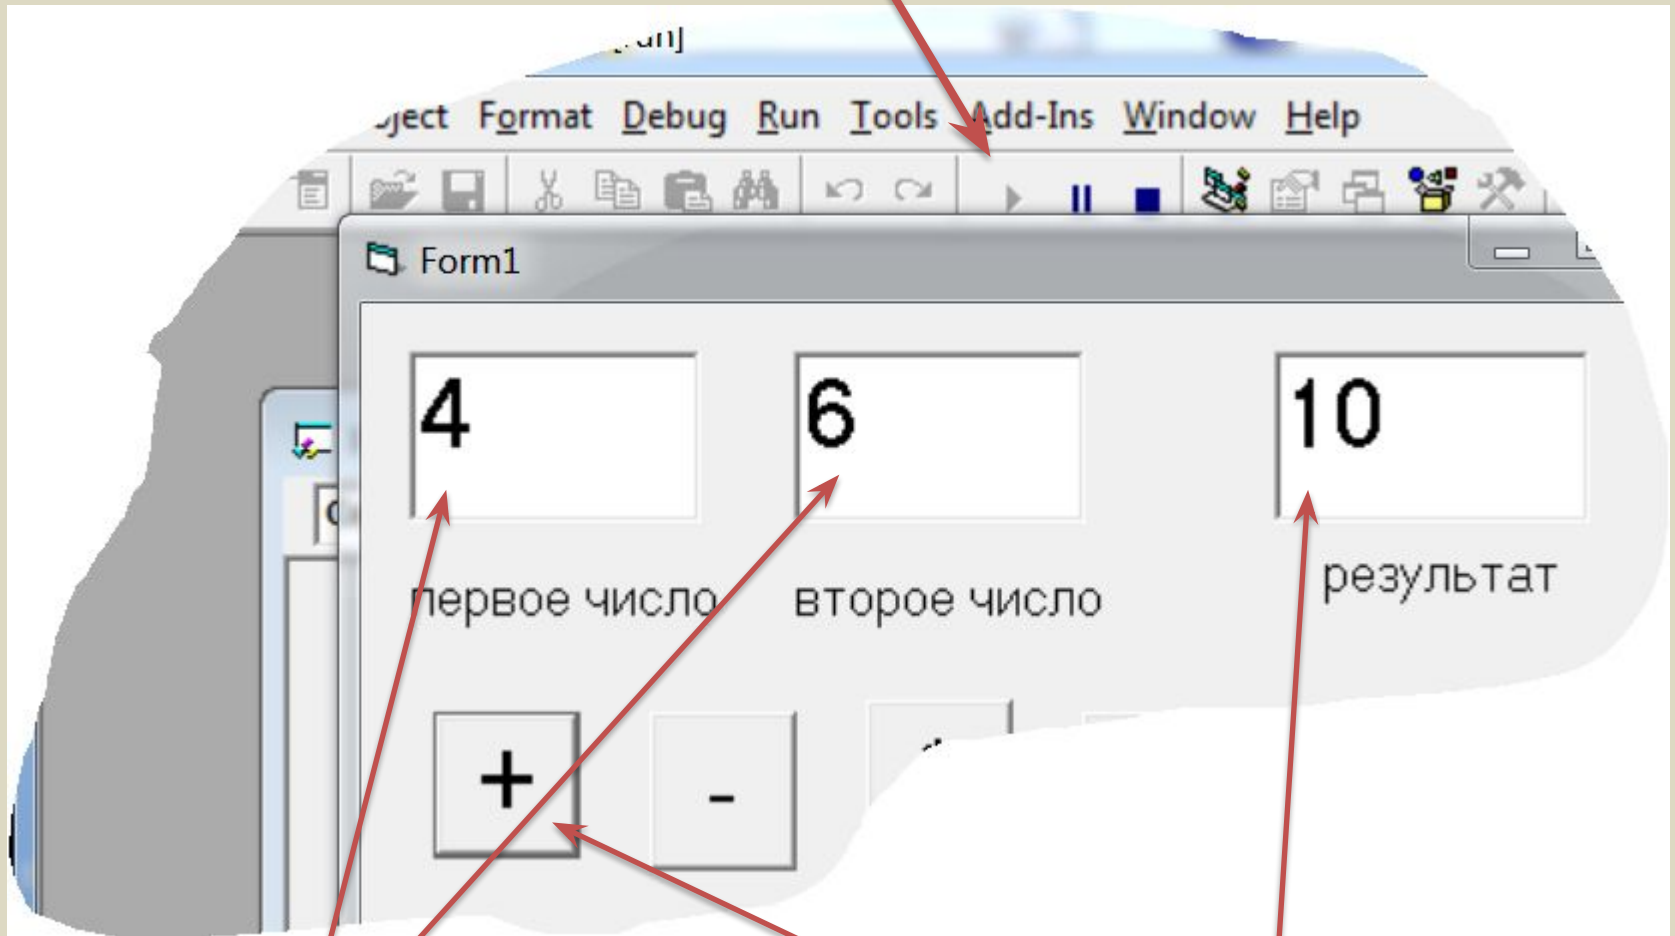 Format Debug Run Tools Add-Ins Window Help
Form1
4 6 10
первое число второе число результат
+ -